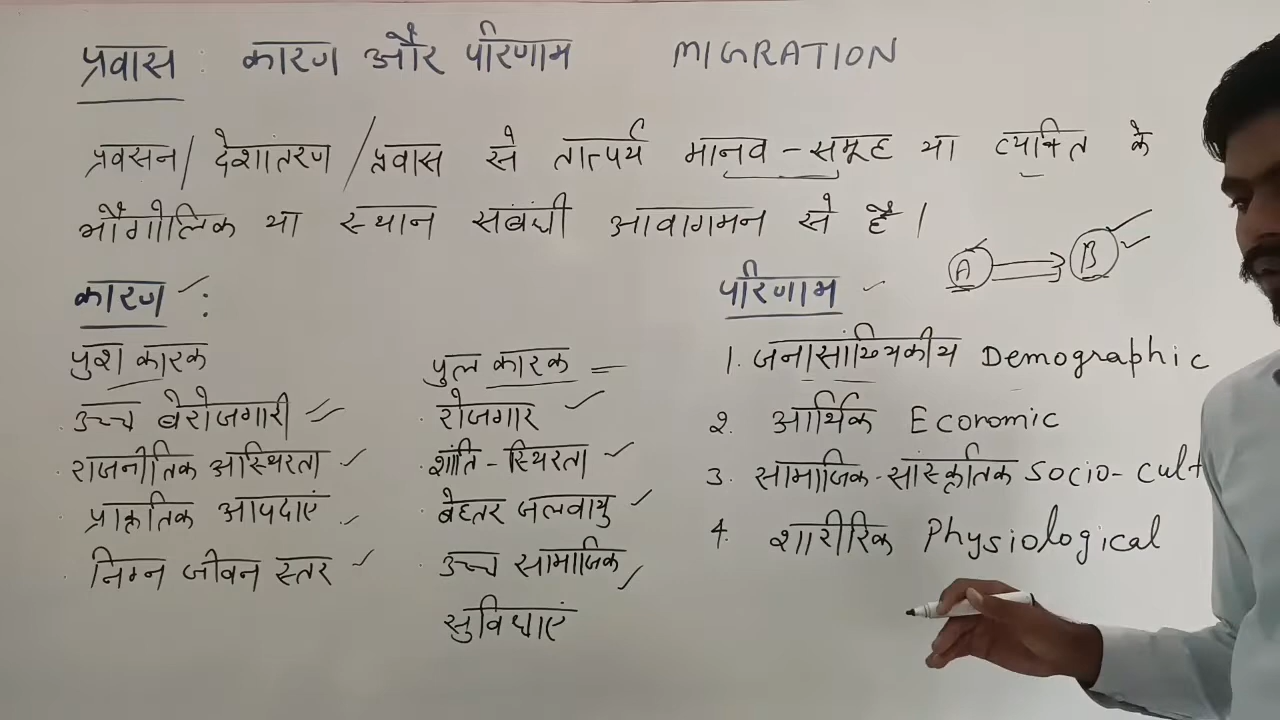 प्रवास : कारण और परिणाम MIGRATION
प्रवसन/देशांतरण/प्रवास से तात्पर्य मानव-समूह या व्यक्ति के
भौगोलिक या स्थान संबंधी आवागमन से है।
A B
कारण :
पुश कारक
उच्च बेरोजगारी
राजनीतिक अस्थिरता
प्राकृतिक आपदाएं
निम्न जीवन स्तर
पुल कारक
रोजगार
शांति-स्थिरता
बेहतर जलवायु
उच्च सामाजिक
सुविधाएं
परिणाम
1. जनासांख्यिकीय Demographic
२. आर्थिक Economic
3. सामाजिक-सांस्कृतिक Socio-Cult
4. शारीरिक Physiological